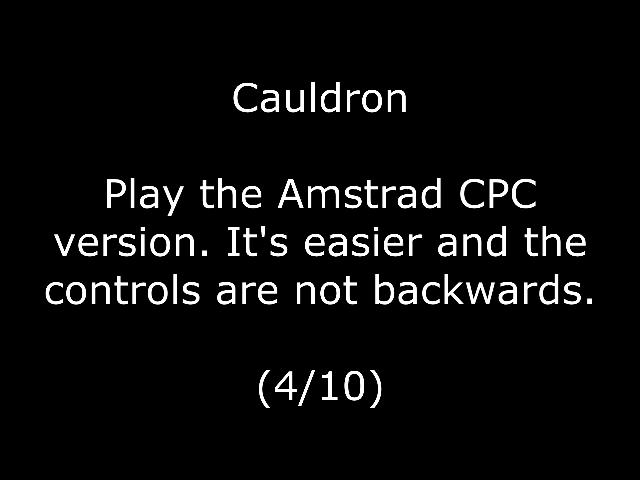 Cauldron
Play the Amstrad CPC
version. It's easier and the
controls are not backwards.
(4/10)